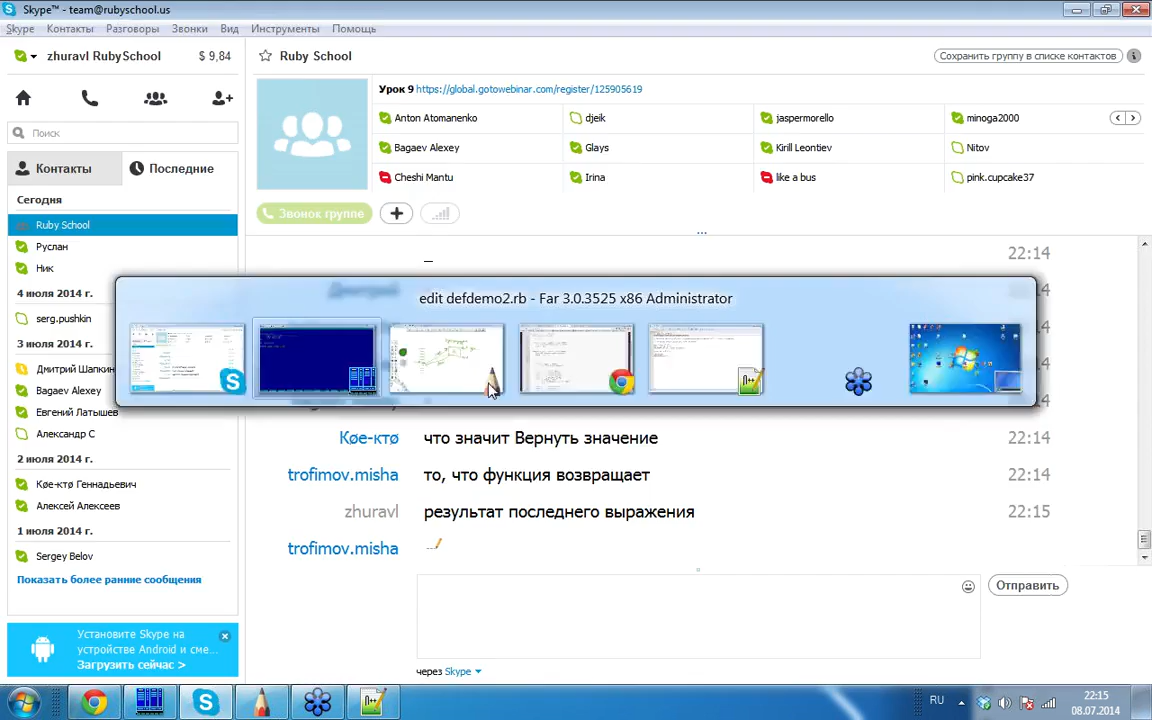 Skype™ - team@rubyschool.us
Skype Контакты Разговоры Звонки Вид Инструменты Помощь
zhuravl RubySchool $ 9,84
Поиск
Контакты Последние
Сегодня
Ruby School
Руслан
Ник
4 июля 2014 г.
serg.pushkin
3 июля 2014 г.
Дмитрий Шапкин
Bagaev Alexey
Евгений Латышев
Александр С
2 июля 2014 г.
Køe-ктø Геннадьевич
Алексей Алексеев
1 июля 2014 г.
Sergey Belov
Показать более ранние сообщения
Установите Skype на
устройстве Android и сме...
Загрузить сейчас >
Ruby School
Сохранить группу в списке контактов
Урок 9 https://global.gotowebinar.com/register/125905619
Anton Atomanenko djeik jaspermorello minoga2000
Bagaev Alexey Glays Kirill Leontiev Nitov
Cheshi Mantu Irina like a bus pink.cupcake37
Звонок группе
22:14
edit defdemo2.rb - Far 3.0.3525 x86 Administrator
Køe-ктø что значит Вернуть значение 22:14
trofimov.misha то, что функция возвращает 22:14
zhuravl результат последнего выражения 22:15
trofimov.misha
Отправить
через Skype
RU
22:15
08.07.2014